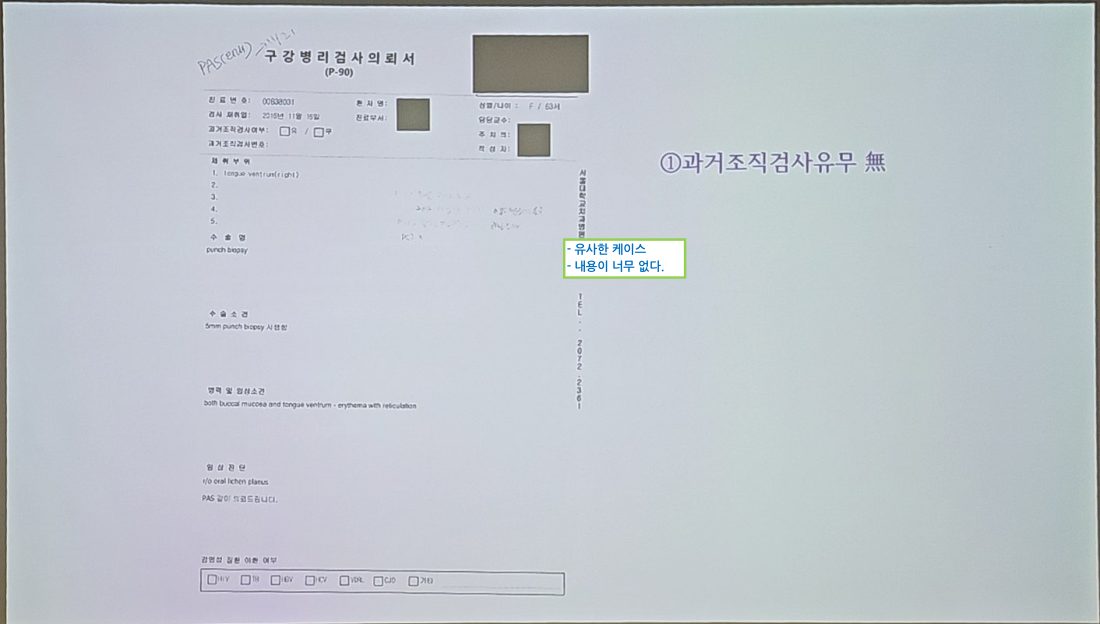 PAS(한내)
구강병리검사의뢰서
(P-90)
진료번호: 00838031
환자명:
성별/나이 : F / 63세
검사 채취일: 2015년 11월 16일
진료부서:
담당교수:
과거조직검사여부: 유 / 무
주치의:
과거조직검사번호:
작성자:
채취부위
1. tongue ventrum(right)
2.
3.
4.
5.
수술명
punch biopsy
수술소견
5mm punch biopsy 시행함
병력 및 임상소견
both buccal mucosa and tongue ventrum - erythema with reticulation
임상진단
r/o oral lichen planus
PAS 같이 의뢰드립니다.
감염성 질환 이환 여부
HIV TB HBV HCV VDRL CJD 기타
서울대학교치과병원
TEL - - 2072-2361
①과거조직검사유무 無
- 유사한 케이스
- 내용이 너무 없다.